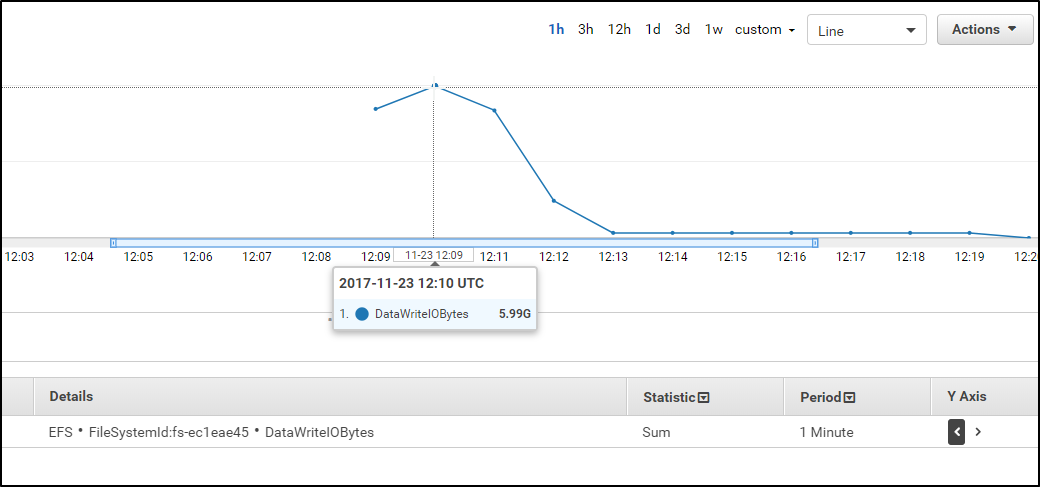 1h 3h 12h 1d 3d 1w custom Line Actions
12:03 12:04 12:05 12:06 12:07 12:08 12:09 11-23 12:09 12:11 12:12 12:13 12:14 12:15 12:16 12:17 12:18 12:19 12:2
2017-11-23 12:10 UTC
1. DataWriteIOBytes 5.99G
Details Statistic Period Y Axis
EFS • FileSystemId:fs-ec1eae45 • DataWriteIOBytes Sum 1 Minute